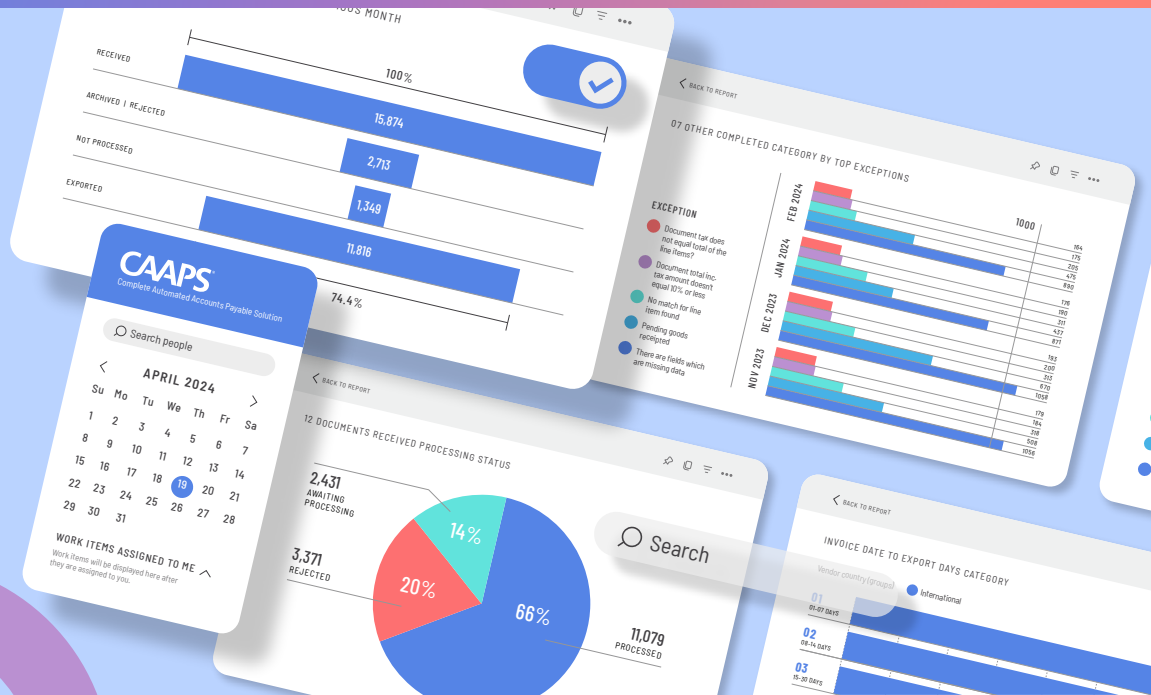 OUS MONTH
RECEIVED
100%
15,874
ARCHIVED | REJECTED
2,713
NOT PROCESSED
1,349
EXPORTED
11,816
74.4%
BACK TO REPORT
07 OTHER COMPLETED CATEGORY BY TOP EXCEPTIONS
EXCEPTION
Document tax does
not equal total of the
line items?
Document total inc.
tax amount doesn't
equal 10% or less
No match for line
item found
Pending goods
receipted
There are fields which
are missing data
1000
FEB 2024
164
175
205
475
890
JAN 2024
176
190
311
437
871
DEC 2023
193
200
313
670
1058
NOV 2023
179
184
318
508
1056
CAAPS
Complete Automated Accounts Payable Solution
Search people
APRIL 2024
Su Mo Tu We Th Fr Sa
1 2 3 4 5 6 7
8 9 10 11 12 13 14
15 16 17 18 19 20 21
22 23 24 25 26 27 28
29 30 31
WORK ITEMS ASSIGNED TO ME
Work items will be displayed here after
they are assigned to you.
BACK TO REPORT
12 DOCUMENTS RECEIVED PROCESSING STATUS
2,431
AWAITING
PROCESSING
14%
3,371
REJECTED
20%
66%
11,079
PROCESSED
Search
BACK TO REPORT
INVOICE DATE TO EXPORT DAYS CATEGORY
Vendor country (groups)
International
01
01-07 DAYS
02
08-14 DAYS
03
15-30 DAYS